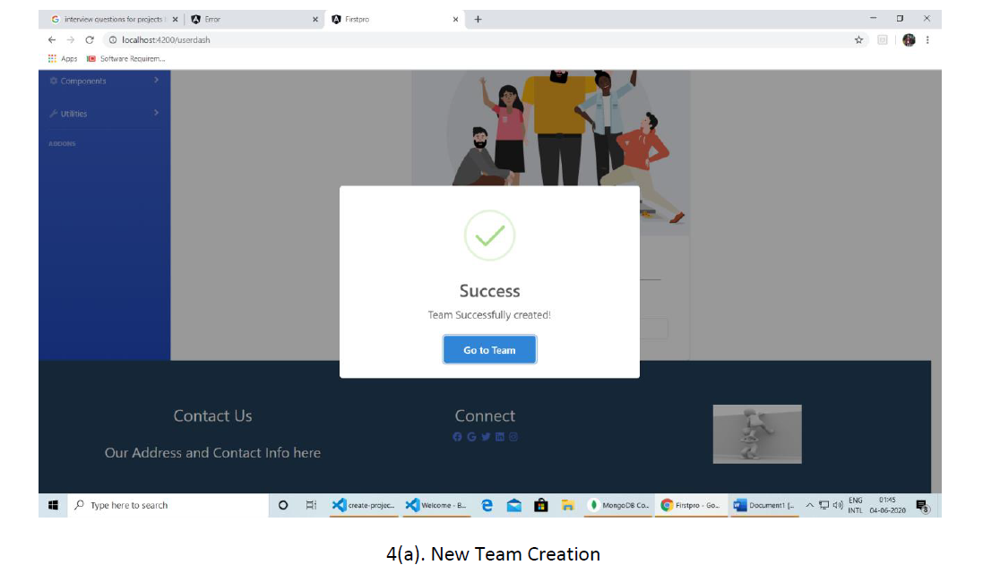 interview questions for projects
Error
Firstpro
localhost:4200/userdash
Apps
Software Requirem...
Components
Utilities
ADDONS
Success
Team Successfully created!
Go to Team
Contact Us
Connect
Our Address and Contact Info here
Type here to search
create-projec...
Welcome - B...
MongoDB Co...
Firstpro - Go...
Document1 [...
ENG
INTL
01:45
04-06-2020
4(a). New Team Creation